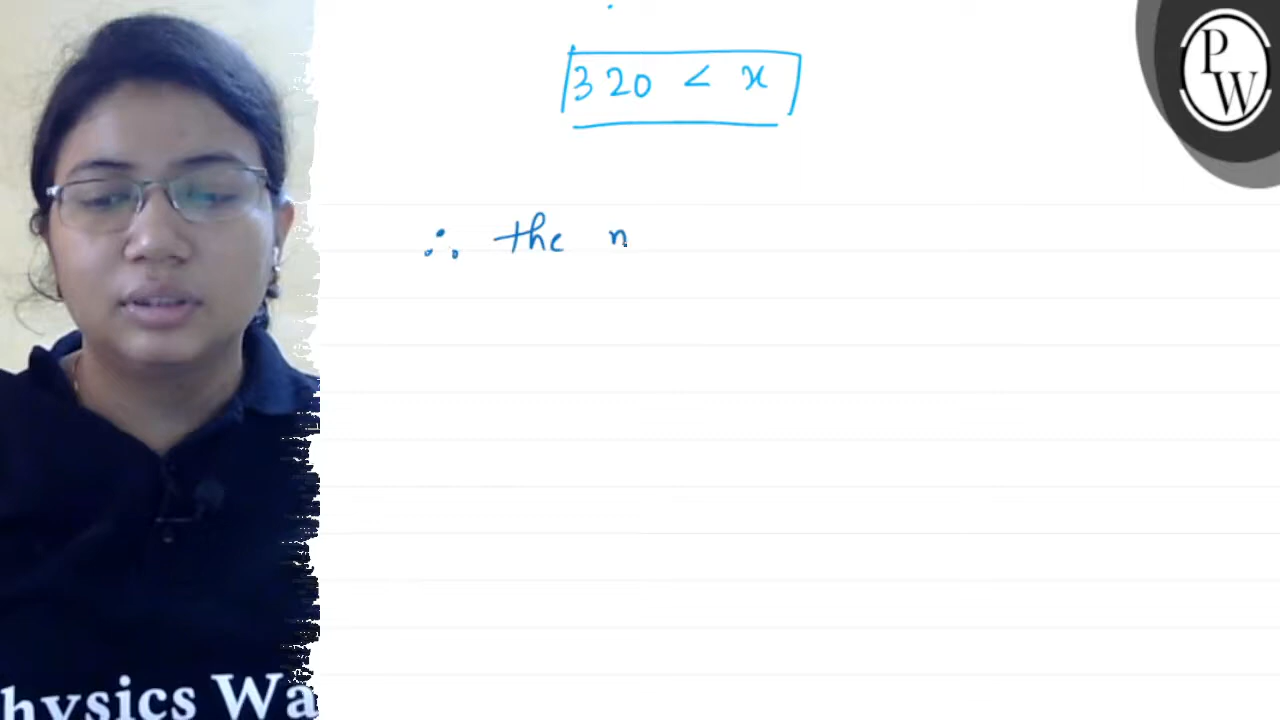 PW
320 < x
∴ the n
hysics Wa